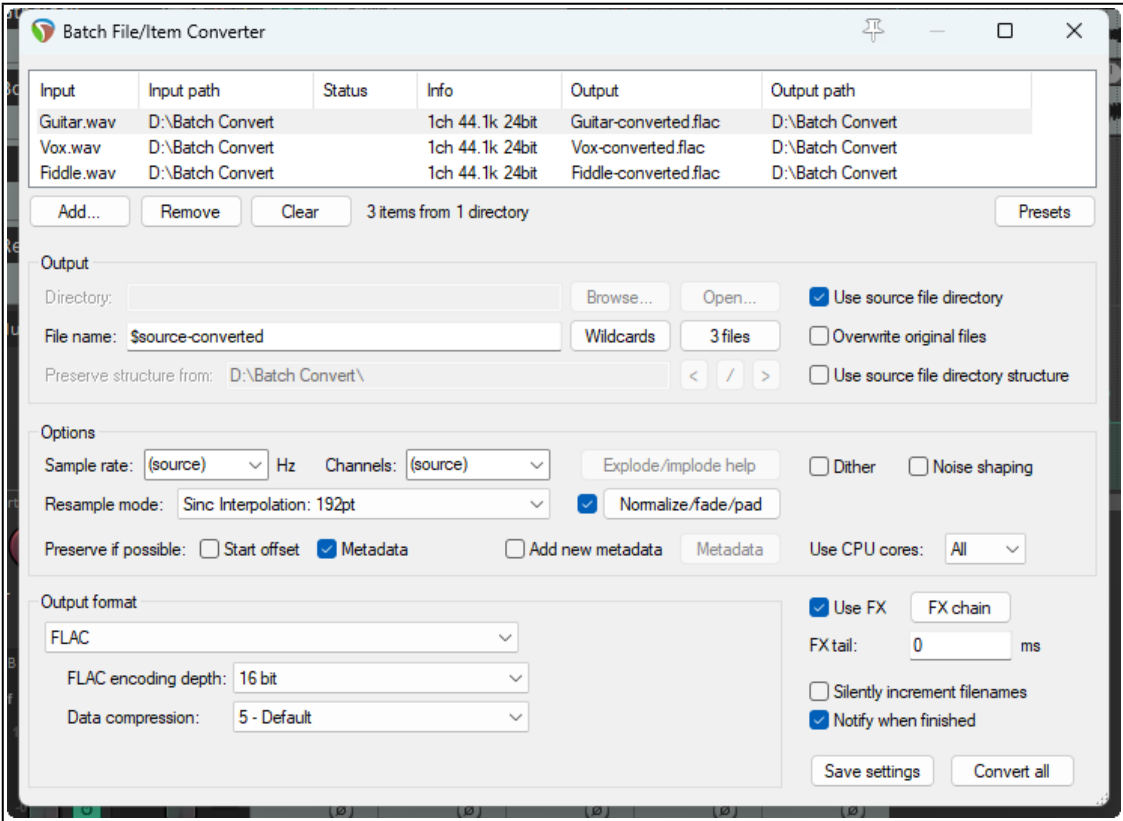 Batch File/Item Converter
Input Input path Status Info Output Output path
Guitar.wav D:\Batch Convert 1ch 44.1k 24bit Guitar-converted.flac D:\Batch Convert
Vox.wav D:\Batch Convert 1ch 44.1k 24bit Vox-converted.flac D:\Batch Convert
Fiddle.wav D:\Batch Convert 1ch 44.1k 24bit Fiddle-converted.flac D:\Batch Convert
Add... Remove Clear 3 items from 1 directory Presets
Output
Directory: Browse... Open... Use source file directory
File name: $source-converted Wildcards 3 files Overwrite original files
Preserve structure from: D:\Batch Convert\ < / > Use source file directory structure
Options
Sample rate: (source) Hz Channels: (source) Explode/implode help Dither Noise shaping
Resample mode: Sinc Interpolation: 192pt Normalize/fade/pad
Preserve if possible: Start offset Metadata Add new metadata Metadata Use CPU cores: All
Output format Use FX FX chain
FLAC FX tail: 0 ms
FLAC encoding depth: 16 bit Silently increment filenames
Data compression: 5 - Default Notify when finished
Save settings Convert all